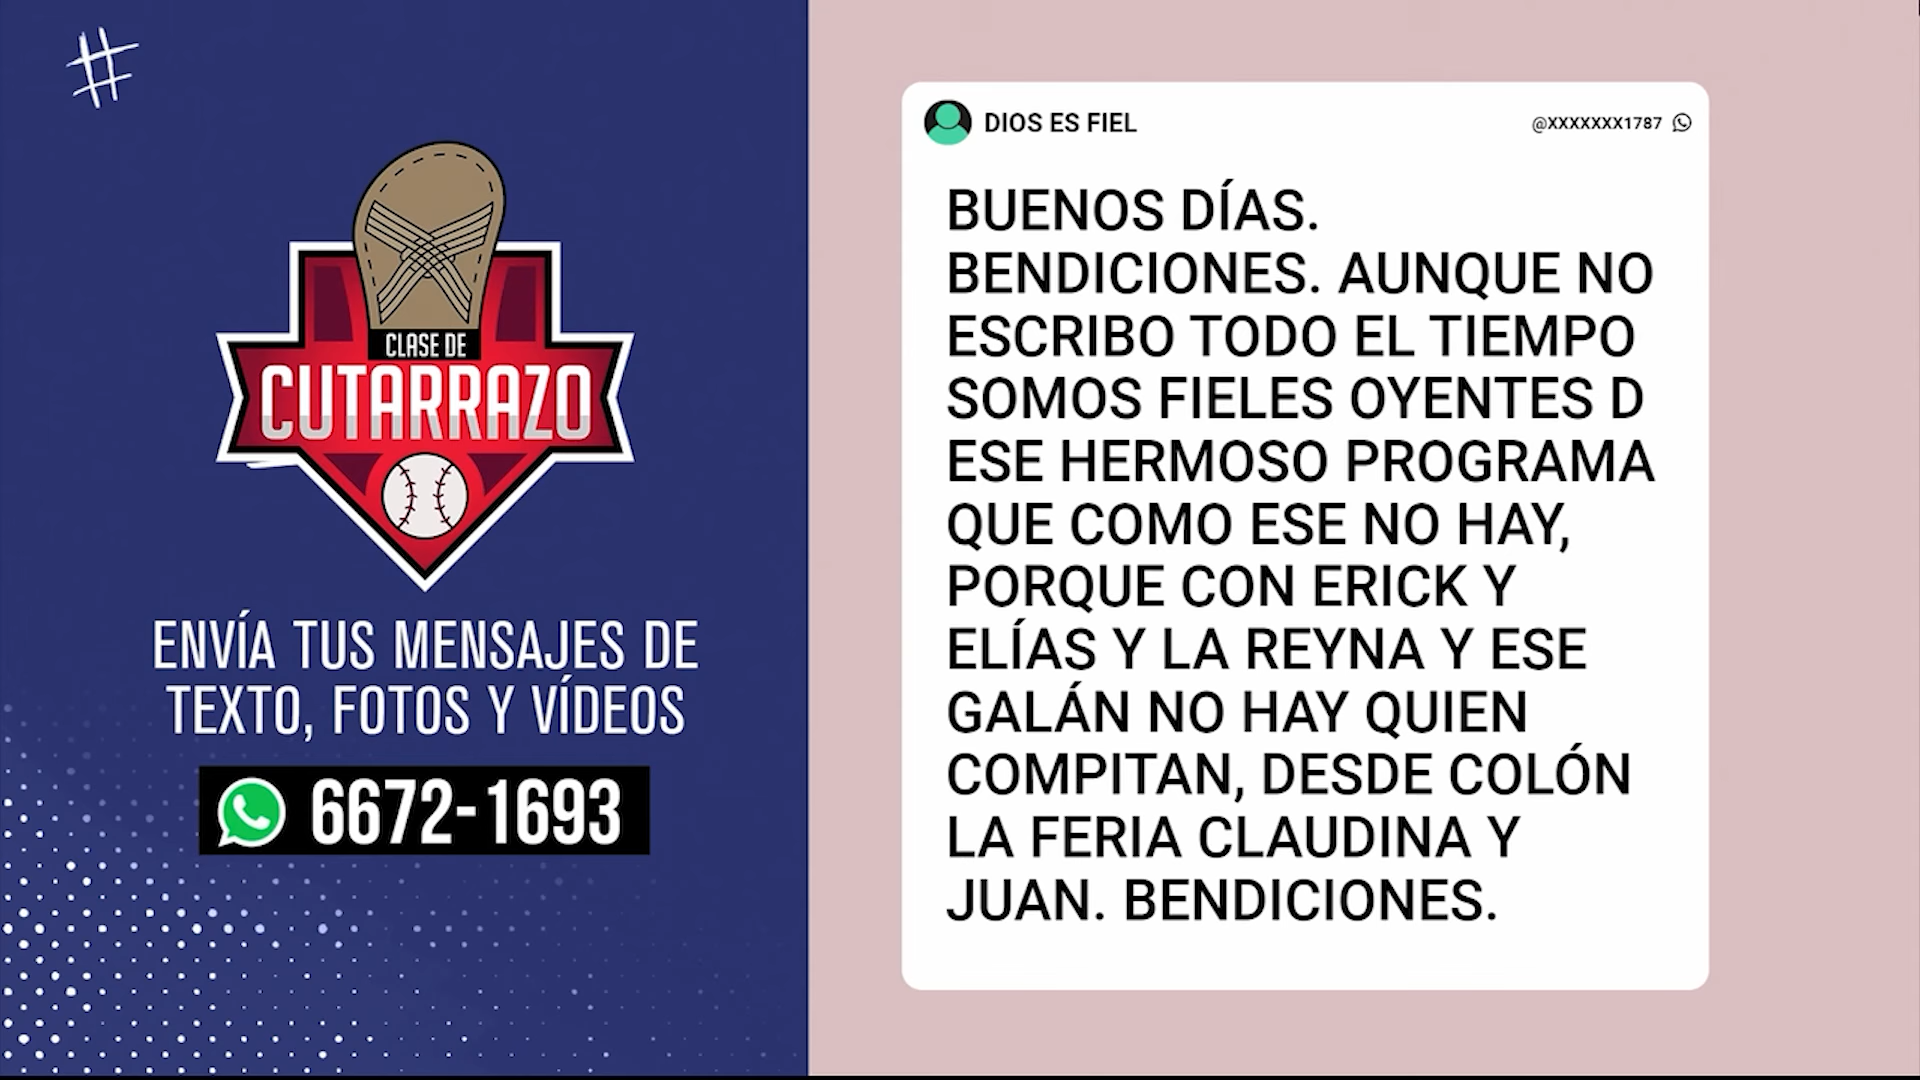 #
CLASE DE
CUTARRAZO
ENVÍA TUS MENSAJES DE
TEXTO, FOTOS Y VÍDEOS
6672-1693
DIOS ES FIEL
@XXXXXXX1787
BUENOS DÍAS.
BENDICIONES. AUNQUE NO
ESCRIBO TODO EL TIEMPO
SOMOS FIELES OYENTES D
ESE HERMOSO PROGRAMA
QUE COMO ESE NO HAY,
PORQUE CON ERICK Y
ELÍAS Y LA REYNA Y ESE
GALÁN NO HAY QUIEN
COMPITAN, DESDE COLÓN
LA FERIA CLAUDINA Y
JUAN. BENDICIONES.